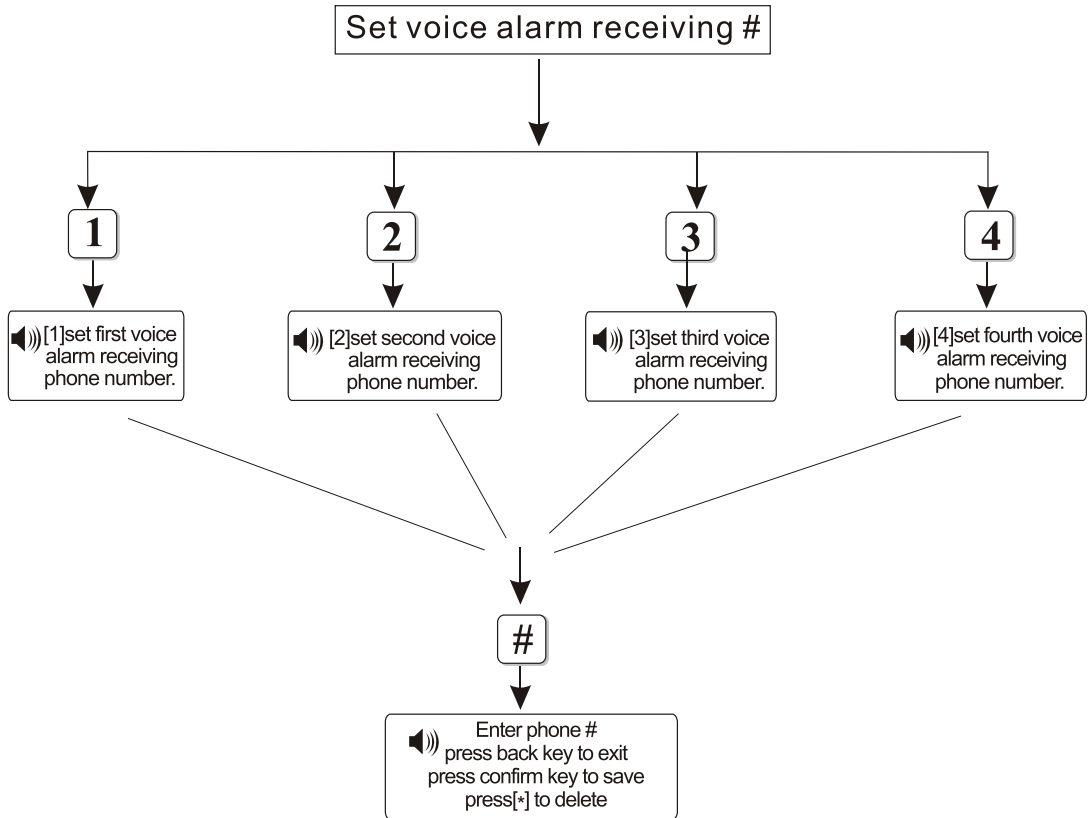 Set voice alarm receiving #
1
2
3
4
[1]set first voice
alarm receiving
phone number.
[2]set second voice
alarm receiving
phone number.
[3]set third voice
alarm receiving
phone number.
[4]set fourth voice
alarm receiving
phone number.
#
Enter phone #
press back key to exit
press confirm key to save
press[*] to delete